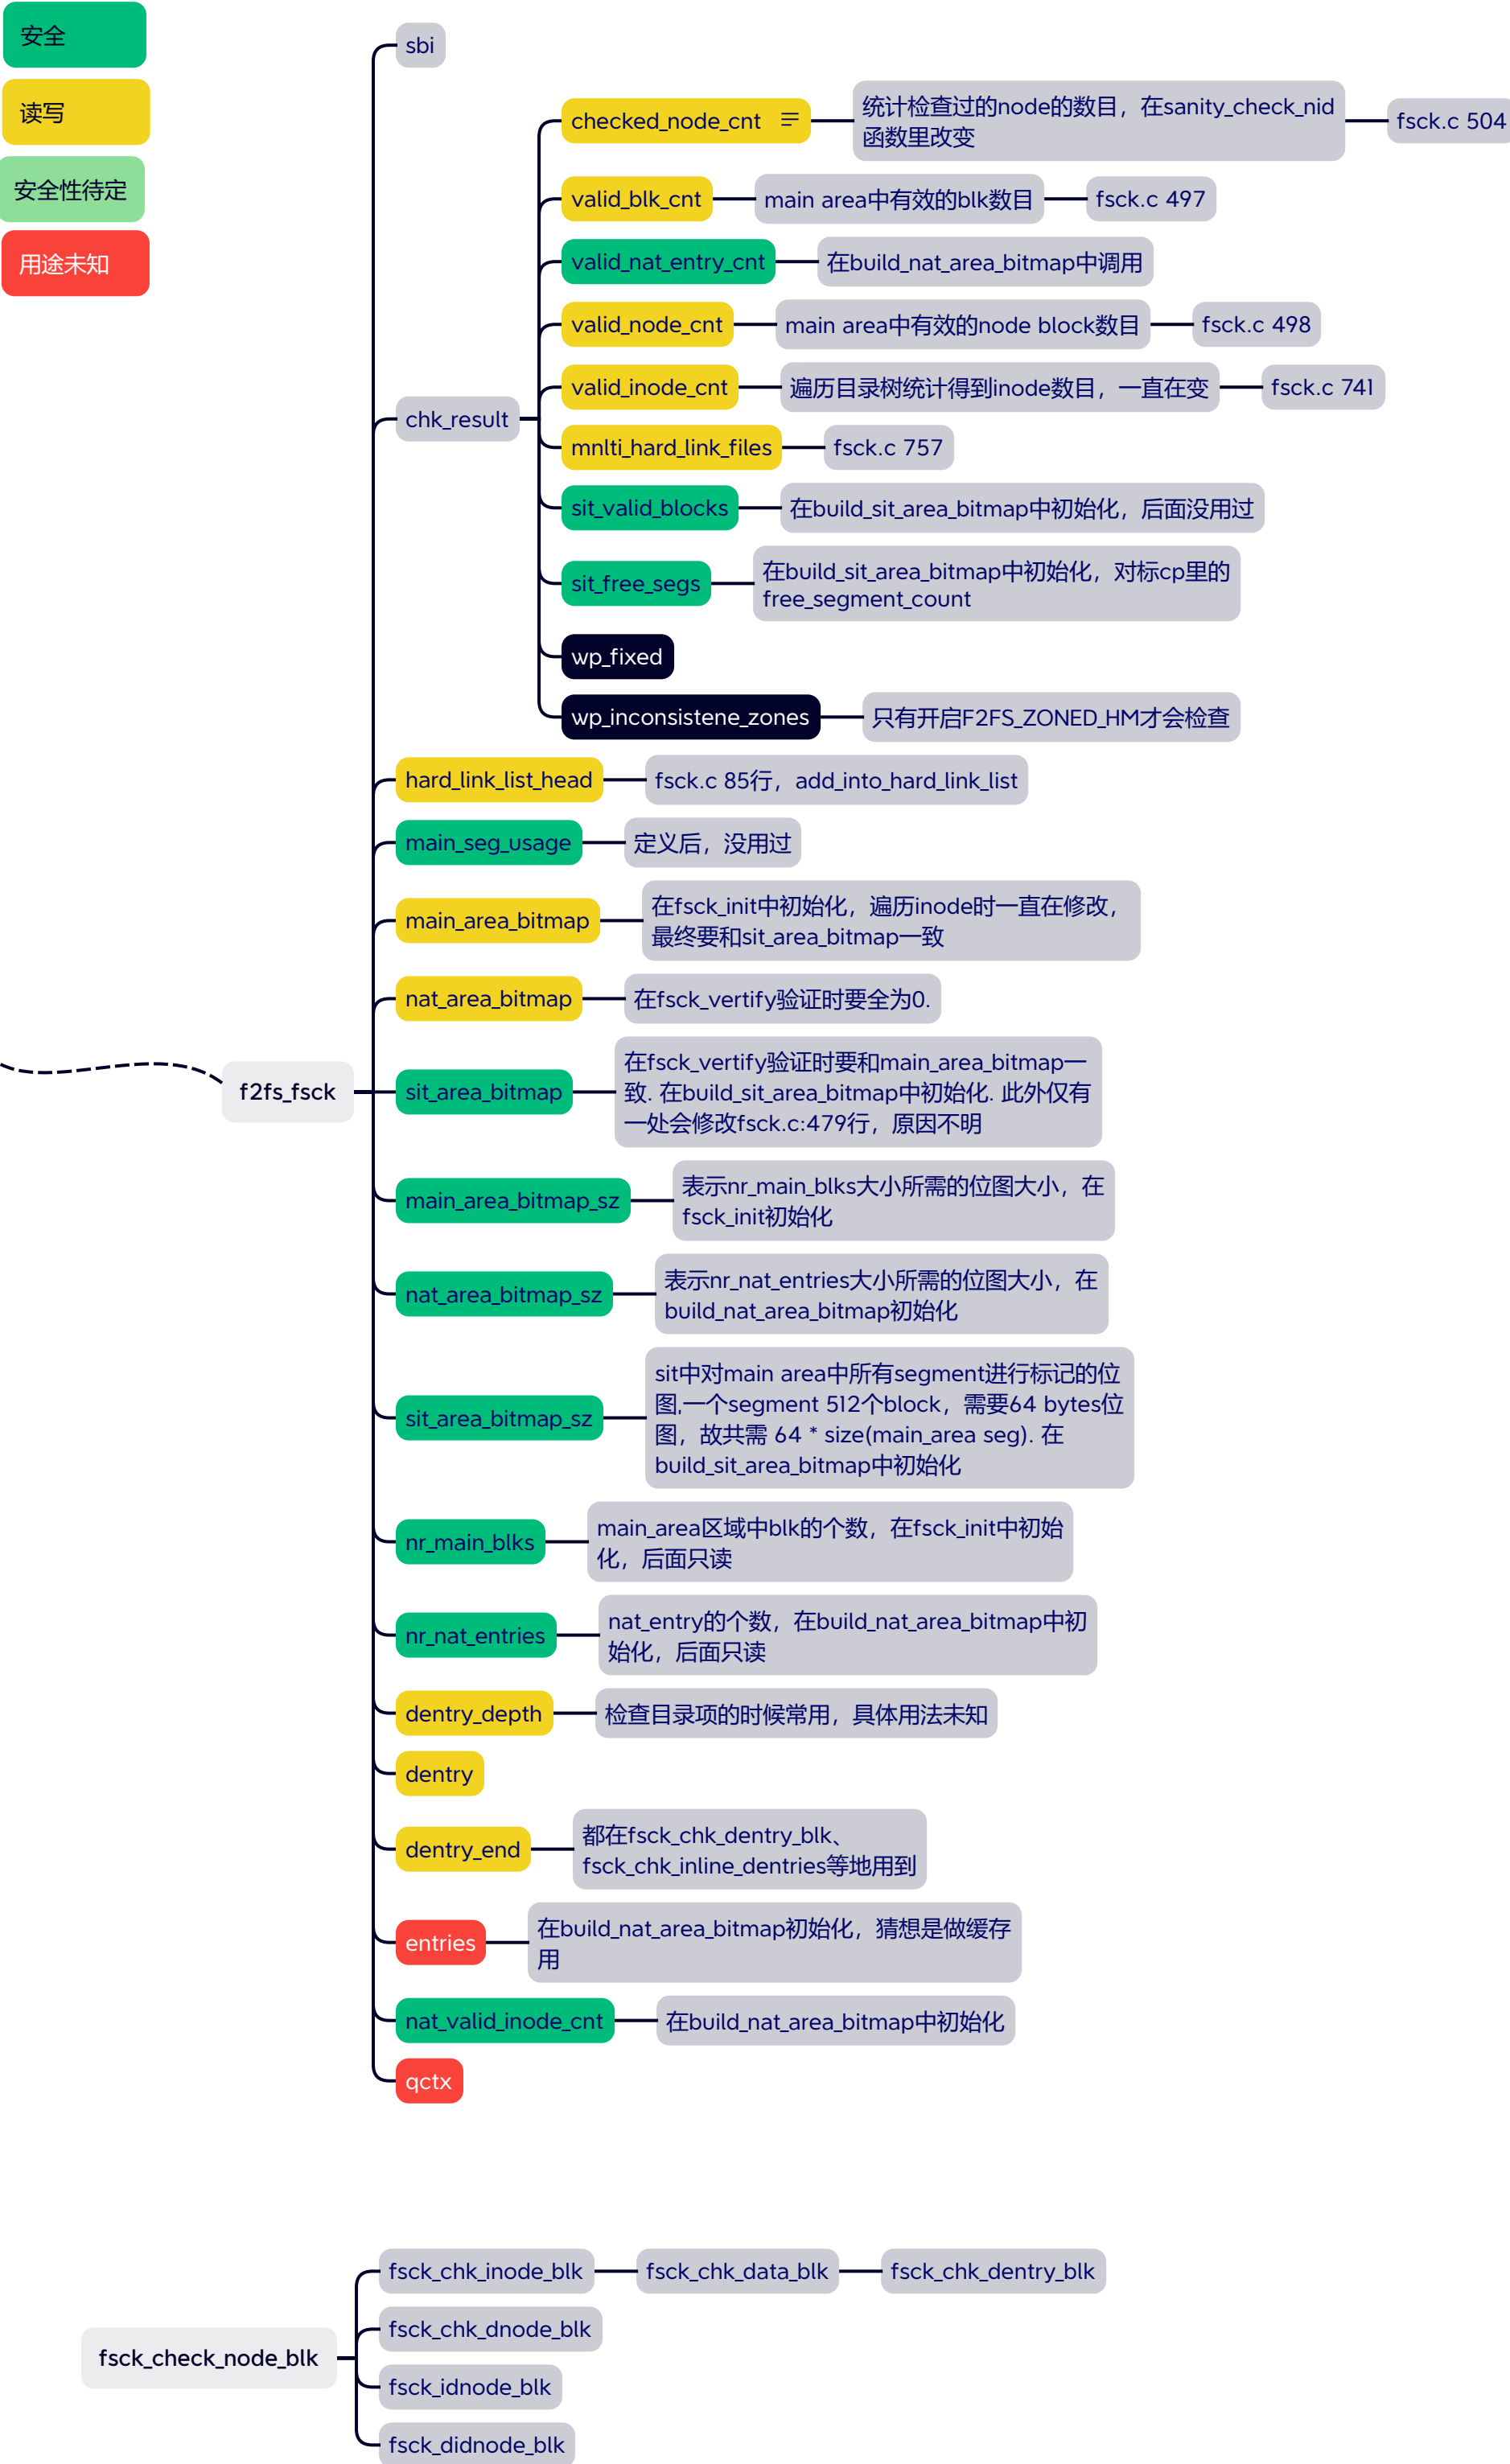 安全
读写
安全性待定
用途未知
sbi
checked_node_cnt
统计检查过的node的数目，在sanity_check_nid
函数里改变
fsck.c 504
valid_blk_cnt
main area中有效的blk数目
fsck.c 497
valid_nat_entry_cnt
在build_nat_area_bitmap中调用
valid_node_cnt
main area中有效的node block数目
fsck.c 498
valid_inode_cnt
遍历目录树统计得到inode数目，一直在变
fsck.c 741
chk_result
mnlti_hard_link_files
fsck.c 757
sit_valid_blocks
在build_sit_area_bitmap中初始化，后面没用过
sit_free_segs
在build_sit_area_bitmap中初始化，对标cp里的
free_segment_count
wp_fixed
wp_inconsistene_zones
只有开启F2FS_ZONED_HM才会检查
hard_link_list_head
fsck.c 85行，add_into_hard_link_list
main_seg_usage
定义后，没用过
main_area_bitmap
在fsck_init中初始化，遍历inode时一直在修改，
最终要和sit_area_bitmap一致
nat_area_bitmap
在fsck_vertify验证时要全为0.
f2fs_fsck
sit_area_bitmap
在fsck_vertify验证时要和main_area_bitmap一
致. 在build_sit_area_bitmap中初始化. 此外仅有
一处会修改fsck.c:479行，原因不明
main_area_bitmap_sz
表示nr_main_blks大小所需的位图大小，在
fsck_init初始化
nat_area_bitmap_sz
表示nr_nat_entries大小所需的位图大小，在
build_nat_area_bitmap初始化
sit_area_bitmap_sz
sit中对main area中所有segment进行标记的位
图.一个segment 512个block，需要64 bytes位
图，故共需 64 * size(main_area seg). 在
build_sit_area_bitmap中初始化
nr_main_blks
main_area区域中blk的个数，在fsck_init中初始
化，后面只读
nr_nat_entries
nat_entry的个数，在build_nat_area_bitmap中初
始化，后面只读
dentry_depth
检查目录项的时候常用，具体用法未知
dentry
dentry_end
都在fsck_chk_dentry_blk、
fsck_chk_inline_dentries等地用到
entries
在build_nat_area_bitmap初始化，猜想是做缓存
用
nat_valid_inode_cnt
在build_nat_area_bitmap中初始化
qctx
fsck_check_node_blk
fsck_chk_inode_blk
fsck_chk_data_blk
fsck_chk_dentry_blk
fsck_chk_dnode_blk
fsck_idnode_blk
fsck_didnode_blk